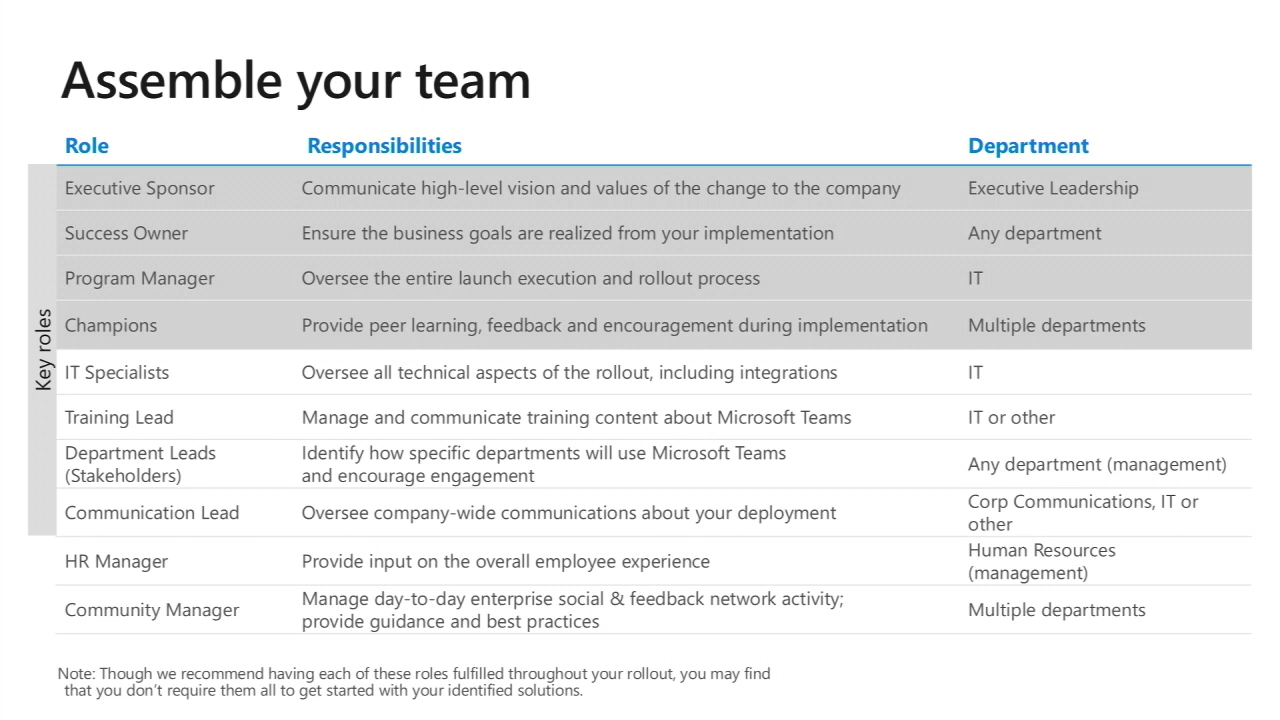 Assemble your team
Role Responsibilities Department
Key roles
Executive Sponsor Communicate high-level vision and values of the change to the company Executive Leadership
Success Owner Ensure the business goals are realized from your implementation Any department
Program Manager Oversee the entire launch execution and rollout process IT
Champions Provide peer learning, feedback and encouragement during implementation Multiple departments
IT Specialists Oversee all technical aspects of the rollout, including integrations IT
Training Lead Manage and communicate training content about Microsoft Teams IT or other
Department Leads
(Stakeholders)
Identify how specific departments will use Microsoft Teams
and encourage engagement
Any department (management)
Communication Lead Oversee company-wide communications about your deployment
Corp Communications, IT or
other
HR Manager Provide input on the overall employee experience
Human Resources
(management)
Community Manager
Manage day-to-day enterprise social & feedback network activity;
provide guidance and best practices
Multiple departments
Note: Though we recommend having each of these roles fulfilled throughout your rollout, you may find
that you don’t require them all to get started with your identified solutions.